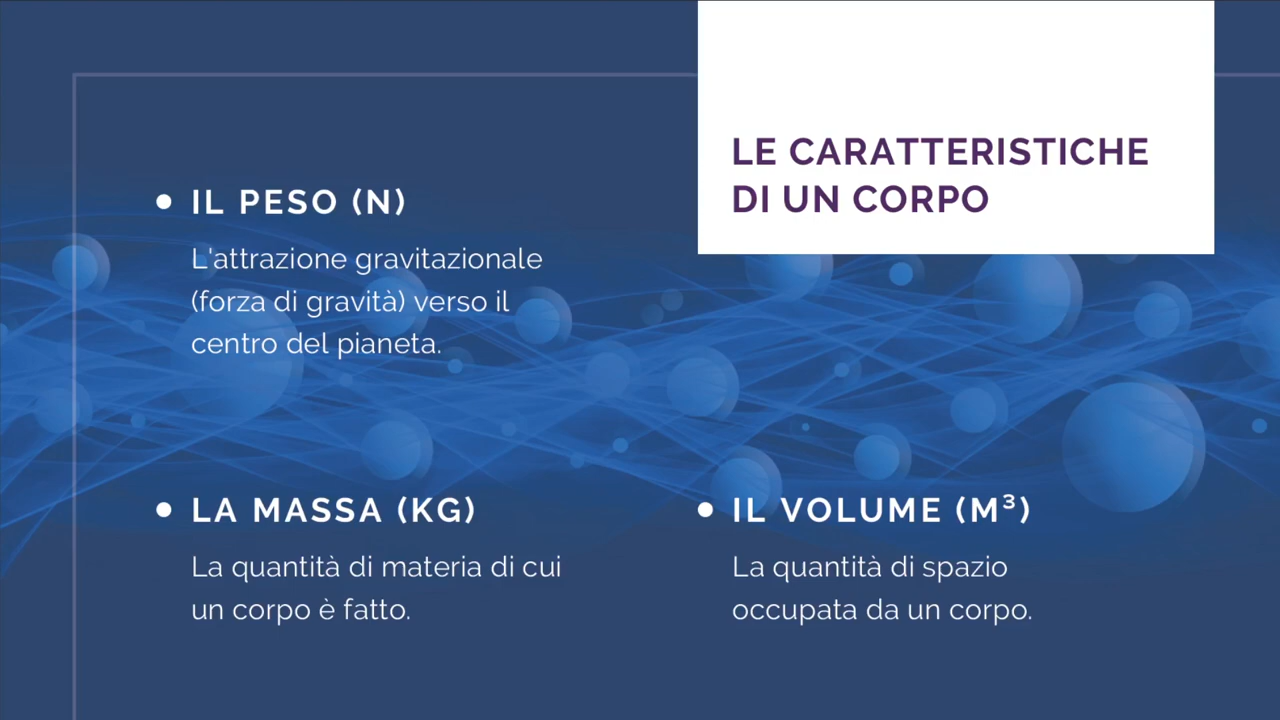 LE CARATTERISTICHE
DI UN CORPO
IL PESO (N)
L'attrazione gravitazionale
(forza di gravità) verso il
centro del pianeta.
LA MASSA (KG)
La quantità di materia di cui
un corpo è fatto.
IL VOLUME (M³)
La quantità di spazio
occupata da un corpo.